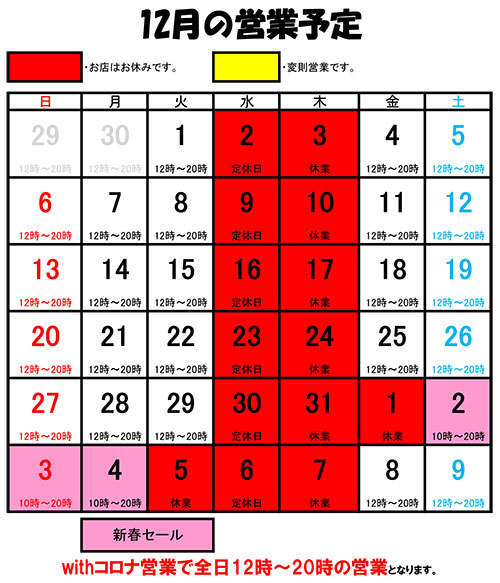 12月の営業予定
・お店はお休みです。 ・変則営業です。
日 月 火 水 木 金 土
29 30 1 2 3 4 5
12時～20時 12時～20時 12時～20時 定休日 休業 12時～20時 12時～20時
6 7 8 9 10 11 12
12時～20時 12時～20時 12時～20時 定休日 休業 12時～20時 12時～20時
13 14 15 16 17 18 19
12時～20時 12時～20時 12時～20時 定休日 休業 12時～20時 12時～20時
20 21 22 23 24 25 26
12時～20時 12時～20時 12時～20時 定休日 休業 12時～20時 12時～20時
27 28 29 30 31 1 2
12時～20時 12時～20時 12時～20時 定休日 休業 休業 10時～20時
3 4 5 6 7 8 9
10時～20時 10時～20時 休業 定休日 休業 12時～20時 12時～20時
新春セール
withコロナ営業で全日12時～20時の営業となります。